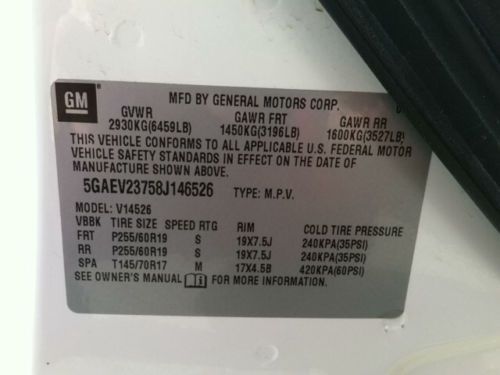 GM
MFD BY GENERAL MOTORS CORP.
GVWR GAWR FRT GAWR RR
2930KG(6459LB) 1450KG(3196LB) 1600KG(3527LB)
THIS VEHICLE CONFORMS TO ALL APPLICABLE U.S. FEDERAL MOTOR
VEHICLE SAFETY STANDARDS IN EFFECT ON THE DATE OF
MANUFACTURE SHOWN ABOVE.
5GAEV23758J146526 TYPE: M.P.V.
MODEL: V14526
VBBK TIRE SIZE SPEED RTG RIM COLD TIRE PRESSURE
FRT P255/60R19 S 19X7.5J 240KPA(35PSI)
RR P255/60R19 S 19X7.5J 240KPA(35PSI)
SPA T145/70R17 M 17X4.5B 420KPA(60PSI)
SEE OWNER'S MANUAL FOR MORE INFORMATION.